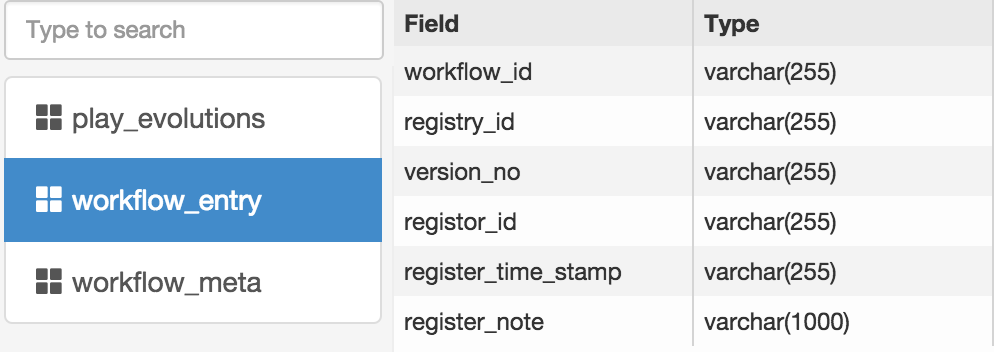 Type to search
play_evolutions
workflow_entry
workflow_meta
Field Type
workflow_id varchar(255)
registry_id varchar(255)
version_no varchar(255)
registor_id varchar(255)
register_time_stamp varchar(255)
register_note varchar(1000)